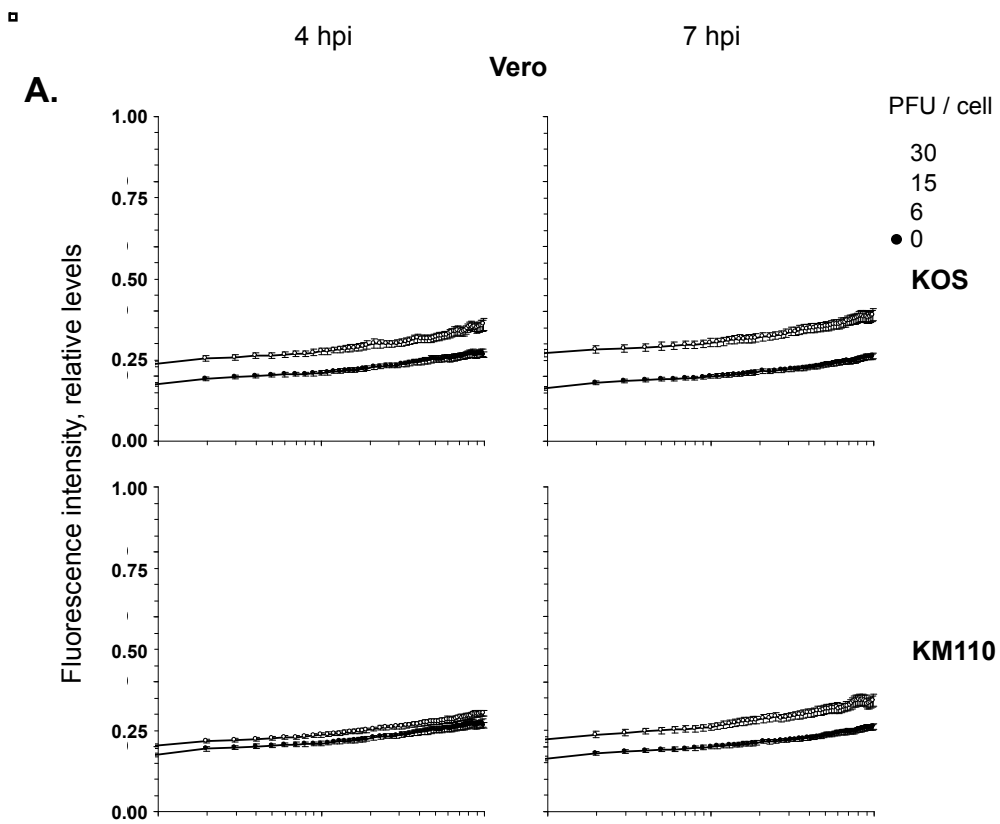 4 hpi 7 hpi
Vero
A.
PFU / cell
30
15
6
0
KOS
Fluorescence intensity, relative levels
1.00
0.75
0.50
0.25
0.00
KM110
1.00
0.75
0.50
0.25
0.00